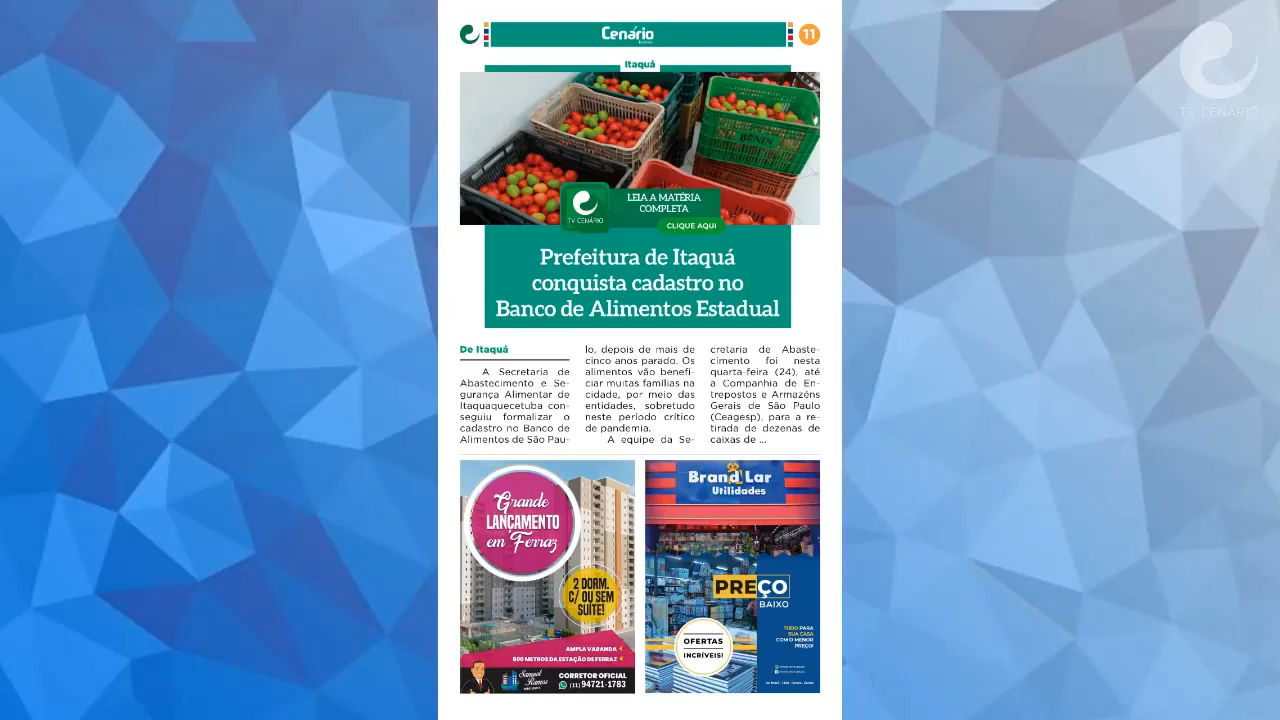 Cenário
11
TV CENÁRIO
Itaquá
BENIN
LEIA A MATÉRIA
COMPLETA
TV CENÁRIO
CLIQUE AQUI
Prefeitura de Itaquá
conquista cadastro no
Banco de Alimentos Estadual
De Itaquá
A Secretaria de
Abastecimento e Se-
gurança Alimentar de
Itaquaquecetuba con-
seguiu formalizar o
cadastro no Banco de
Alimentos de São Pau-
lo, depois de mais de
cinco anos parado. Os
alimentos vão benefi-
ciar muitas famílias na
cidade, por meio das
entidades, sobretudo
neste período crítico
de pandemia.
A equipe da Se-
cretaria de Abaste-
cimento foi nesta
quarta-feira (24), até
a Companhia de En-
trepostos e Armazéns
Gerais de São Paulo
(Ceagesp), para a re-
tirada de dezenas de
caixas de ...
Grande
LANÇAMENTO
em Ferraz
2 DORM.
C/ OU SEM
SUÍTE!
AMPLA VARANDA
800 METROS DA ESTAÇÃO DE FERRAZ
Samuel
Ramos
CORRETOR OFICIAL
(11) 94721-1783
Brand Lar
Utilidades
PREÇO
BAIXO
OFERTAS
INCRÍVEIS!
TUDO PARA
SUA CASA
COM O MENOR
PREÇO!